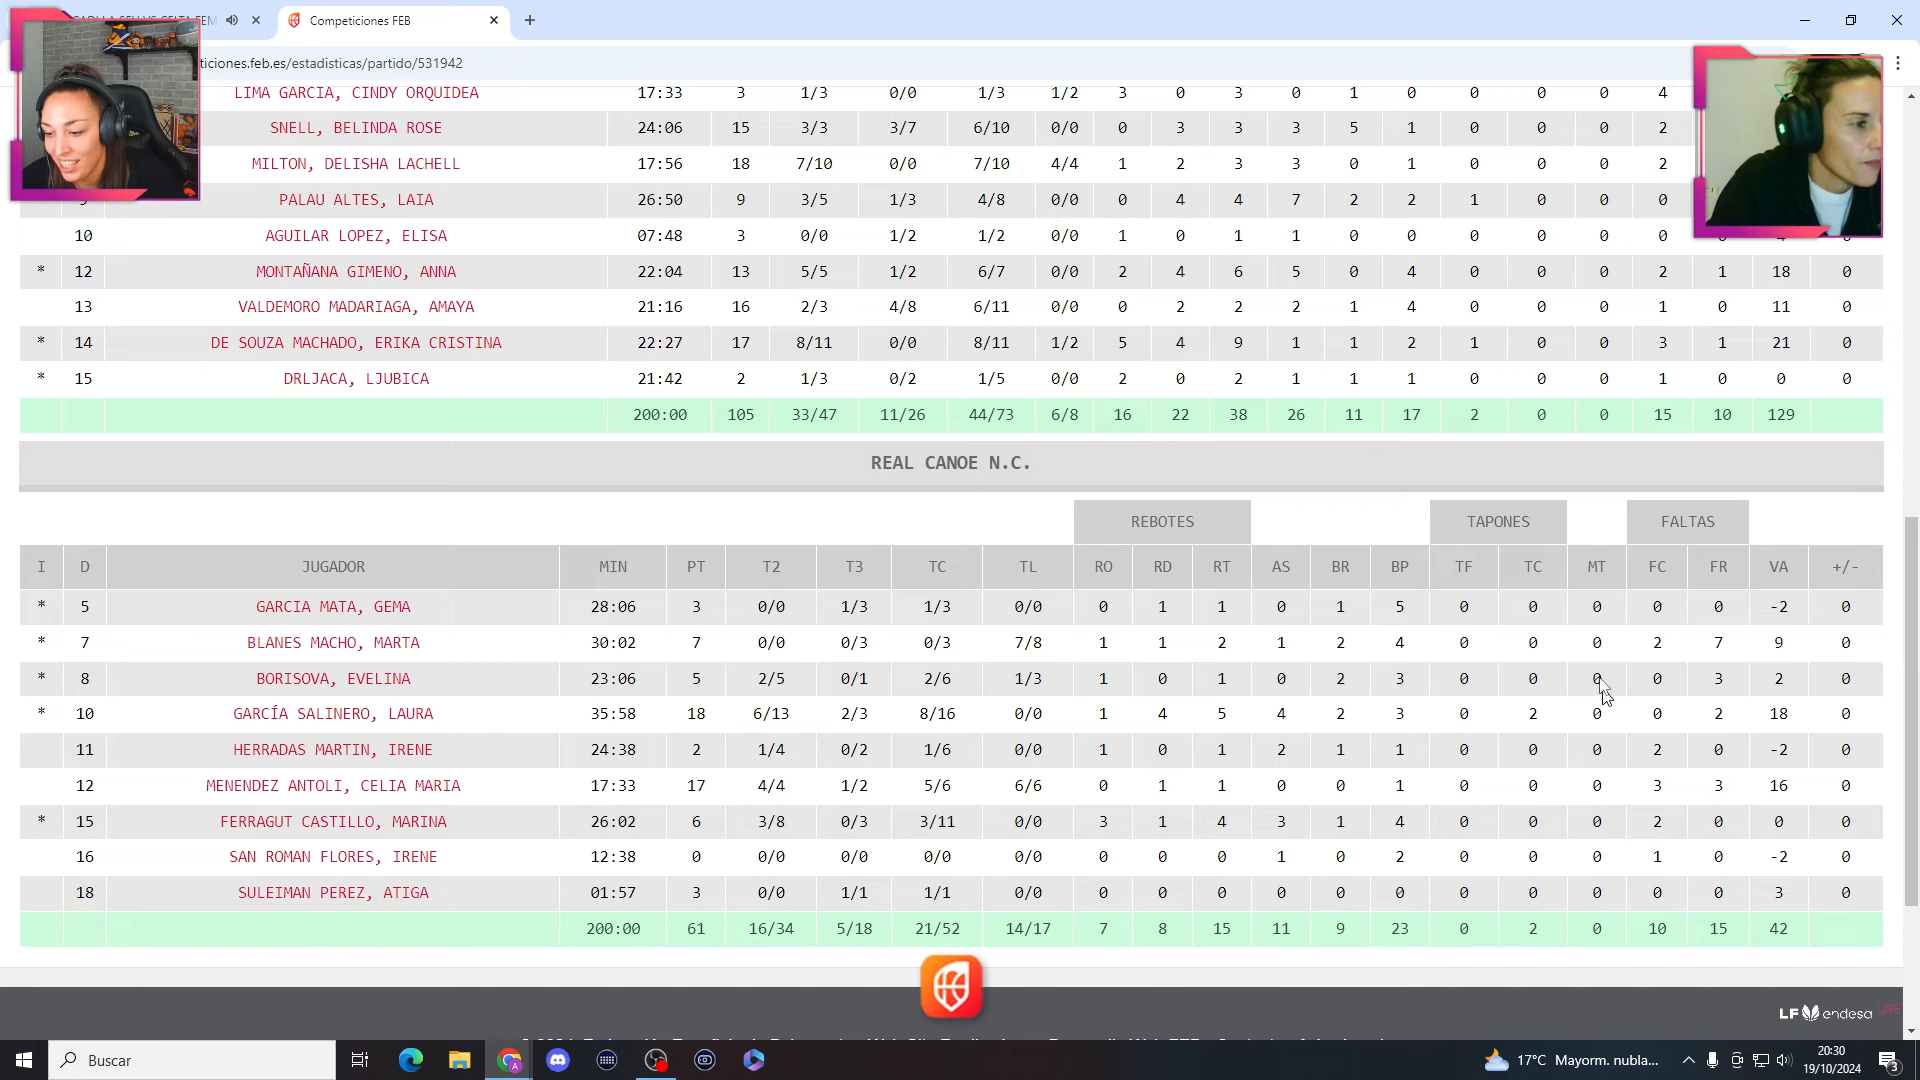 Competiciones FEB
ticiones.feb.es/estadisticas/partido/531942
LIMA GARCIA, CINDY ORQUIDEA 17:33 3 1/3 0/0 1/3 1/2 3 0 3 0 1 0 0 0 0 4
SNELL, BELINDA ROSE 24:06 15 3/3 3/7 6/10 0/0 0 3 3 3 5 1 0 0 0 2
MILTON, DELISHA LACHELL 17:56 18 7/10 0/0 7/10 4/4 1 2 3 3 0 1 0 0 0 2
PALAU ALTES, LAIA 26:50 9 3/5 1/3 4/8 0/0 0 4 4 7 2 2 1 0 0 0
10 AGUILAR LOPEZ, ELISA 07:48 3 0/0 1/2 1/2 0/0 1 0 1 1 0 0 0 0 0 0
* 12 MONTAÑANA GIMENO, ANNA 22:04 13 5/5 1/2 6/7 0/0 2 4 6 5 0 4 0 0 0 2 1 18 0
13 VALDEMORO MADARIAGA, AMAYA 21:16 16 2/3 4/8 6/11 0/0 0 2 2 2 1 4 0 0 0 1 0 11 0
* 14 DE SOUZA MACHADO, ERIKA CRISTINA 22:27 17 8/11 0/0 8/11 1/2 5 4 9 1 1 2 1 0 0 3 1 21 0
* 15 DRLJACA, LJUBICA 21:42 2 1/3 0/2 1/5 0/0 2 0 2 1 1 1 0 0 0 1 0 0 0
200:00 105 33/47 11/26 44/73 6/8 16 22 38 26 11 17 2 0 0 15 10 129
REAL CANOE N.C.
REBOTES TAPONES FALTAS
I D JUGADOR MIN PT T2 T3 TC TL RO RD RT AS BR BP TF TC MT FC FR VA +/-
* 5 GARCIA MATA, GEMA 28:06 3 0/0 1/3 1/3 0/0 0 1 1 0 1 5 0 0 0 0 0 -2 0
* 7 BLANES MACHO, MARTA 30:02 7 0/0 0/3 0/3 7/8 1 1 2 1 2 4 0 0 0 2 7 9 0
* 8 BORISOVA, EVELINA 23:06 5 2/5 0/1 2/6 1/3 1 0 1 0 2 3 0 0 0 0 3 2 0
* 10 GARCÍA SALINERO, LAURA 35:58 18 6/13 2/3 8/16 0/0 1 4 5 4 2 3 0 2 0 0 2 18 0
11 HERRADAS MARTIN, IRENE 24:38 2 1/4 0/2 1/6 0/0 1 0 1 2 1 1 0 0 0 2 0 -2 0
12 MENENDEZ ANTOLI, CELIA MARIA 17:33 17 4/4 1/2 5/6 6/6 0 1 1 0 0 1 0 0 0 3 3 16 0
* 15 FERRAGUT CASTILLO, MARINA 26:02 6 3/8 0/3 3/11 0/0 3 1 4 3 1 4 0 0 0 2 0 0 0
16 SAN ROMAN FLORES, IRENE 12:38 0 0/0 0/0 0/0 0/0 0 0 0 1 0 2 0 0 0 1 0 -2 0
18 SULEIMAN PEREZ, ATIGA 01:57 3 0/0 1/1 1/1 0/0 0 0 0 0 0 0 0 0 0 0 0 3 0
200:00 61 16/34 5/18 21/52 14/17 7 8 15 11 9 23 0 2 0 10 15 42
LF endesa LIVE
Buscar
17°C Mayorm. nubla...
20:30
19/10/2024
3